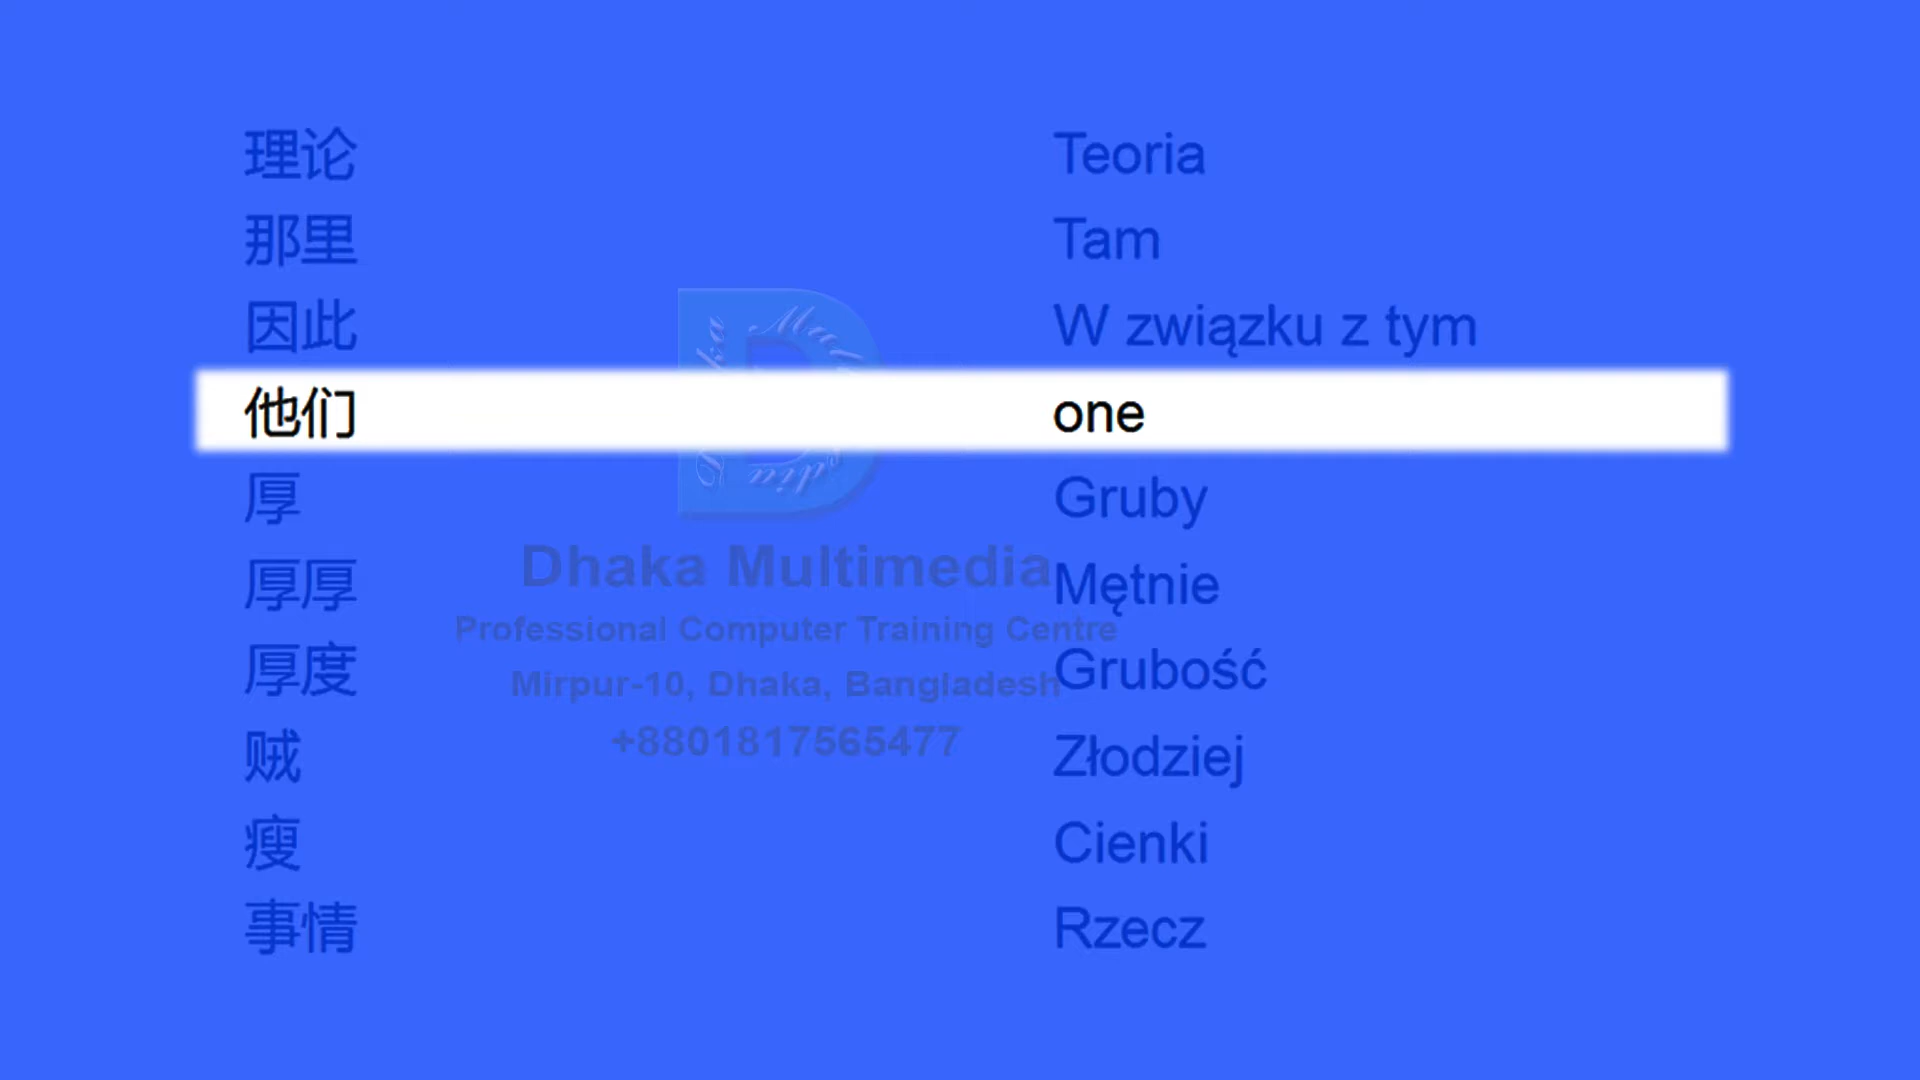 理论 Teoria
那里 Tam
因此 W związku z tym
他们 one
厚 Gruby
厚厚 Mętnie
厚度 Grubość
贼 Złodziej
瘦 Cienki
事情 Rzecz
Dhaka Multimedia
Professional Computer Training Centre
Mirpur-10, Dhaka, Bangladesh
+8801817565477